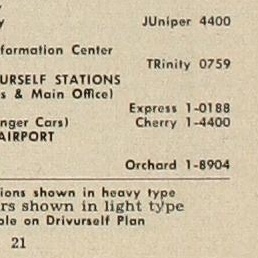 y JUniper 4400
formation Center
TRinity 0759
URSELF STATIONS
s & Main Office)
Express 1-0188
nger Cars) Cherry 1-4400
AIRPORT
Orchard 1-8904
ions shown in heavy type
rs shown in light type
ble on Drivurself Plan
21